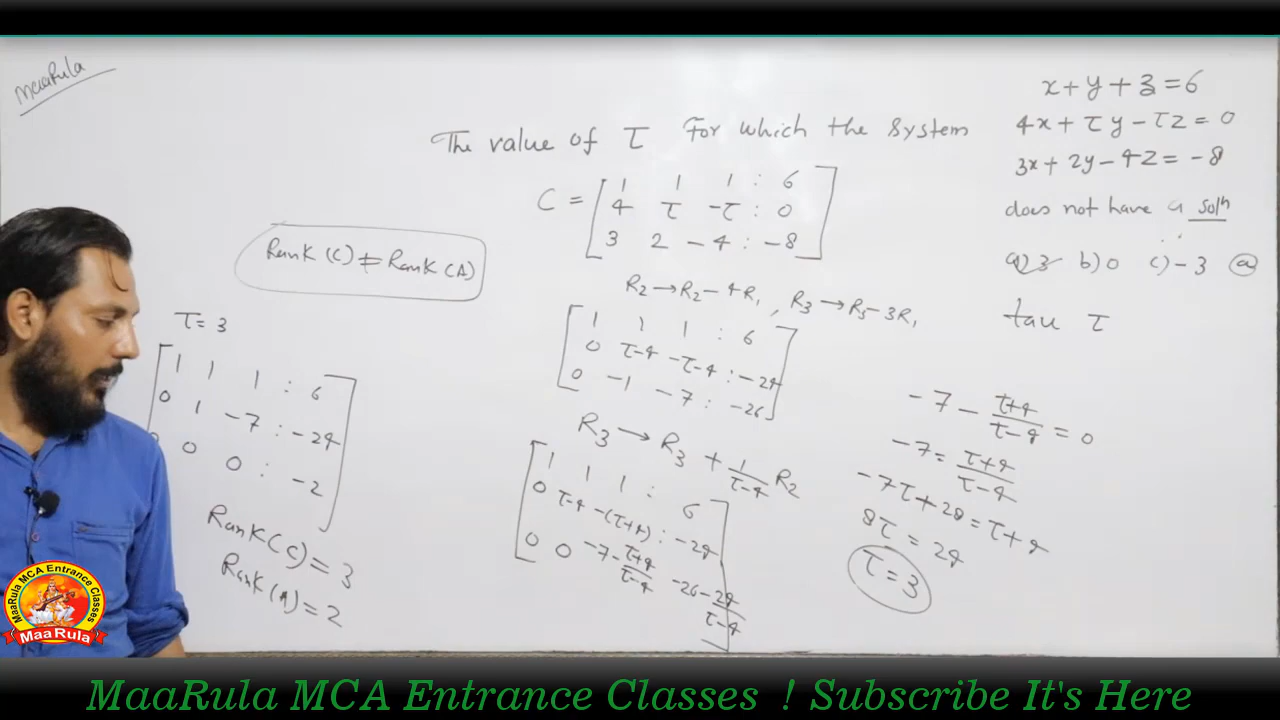 MaaRula
The value of τ for which the system
x+y+z=6
4x+τy-τz=0
3x+2y-4z=-8
does not have a soln
a) 3 b) 0 c) -3 (a)
tau τ
C = [1 1 1 : 6
4 τ -τ : 0
3 2 -4 : -8]
Rank(C) ≠ Rank(A)
R2→R2-4R1, R3→R3-3R1
[1 1 1 : 6
0 τ-4 -τ-4 : -24
0 -1 -7 : -26]
R3→R3+1/(τ-4) R2
[1 1 1 : 6
0 τ-4 -(τ+4) : -24
0 0 -7-(τ+4)/(τ-4) -26-24/(τ-4)]
-7-(τ+4)/(τ-4)=0
-7=(τ+4)/(τ-4)
-7τ+28=τ+4
8τ=24
τ=3
τ=3
[1 1 1 : 6
0 1 -7 : -24
0 0 0 : -2]
Rank(C)=3
Rank(A)=2
MaaRula MCA Entrance Classes
MaaRula
MaaRula MCA Entrance Classes ! Subscribe It's Here